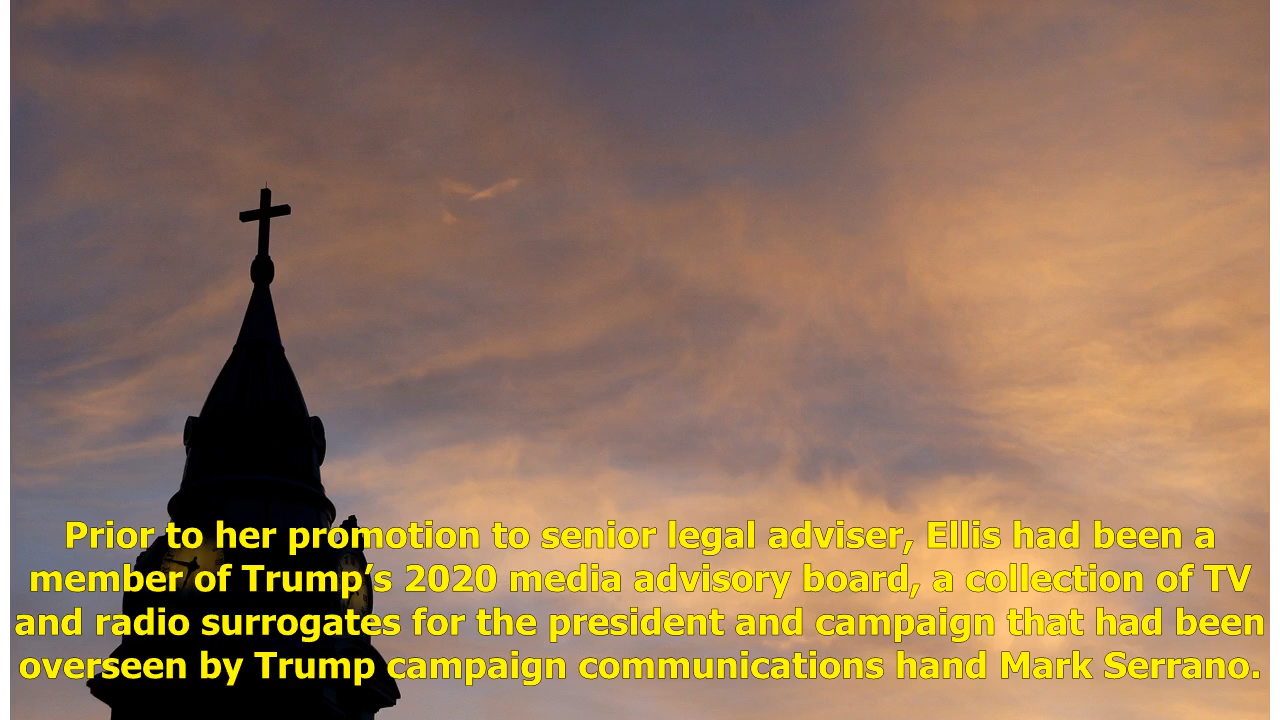 Prior to her promotion to senior legal adviser, Ellis had been a
member of Trump’s 2020 media advisory board, a collection of TV
and radio surrogates for the president and campaign that had been
overseen by Trump campaign communications hand Mark Serrano.